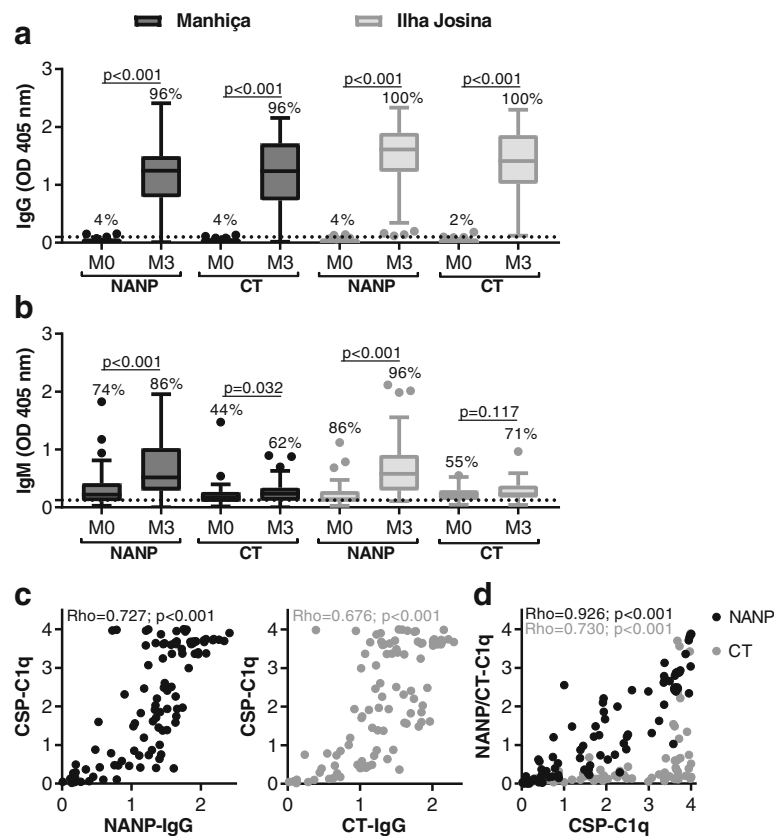 Manhiça Ilha Josina
a
IgG (OD 405 nm)
3
2
1
0
p<0.001 p<0.001 p<0.001 p<0.001
96% 96% 100% 100%
4% 4% 4% 2%
M0 M3 M0 M3 M0 M3 M0 M3
NANP CT NANP CT
b
IgM (OD 405 nm)
3
2
1
0
p<0.001 p=0.032 p<0.001 p=0.117
74% 86% 44% 62% 86% 96% 55% 71%
M0 M3 M0 M3 M0 M3 M0 M3
NANP CT NANP CT
c
Rho=0.727; p<0.001
CSP-C1q
4
3
2
1
0
0 1 2
NANP-IgG
Rho=0.676; p<0.001
CSP-C1q
4
3
2
1
0
0 1 2
CT-IgG
d
Rho=0.926; p<0.001
Rho=0.730; p<0.001
NANP
CT
NANP/CT-C1q
4
3
2
1
0
0 1 2 3 4
CSP-C1q